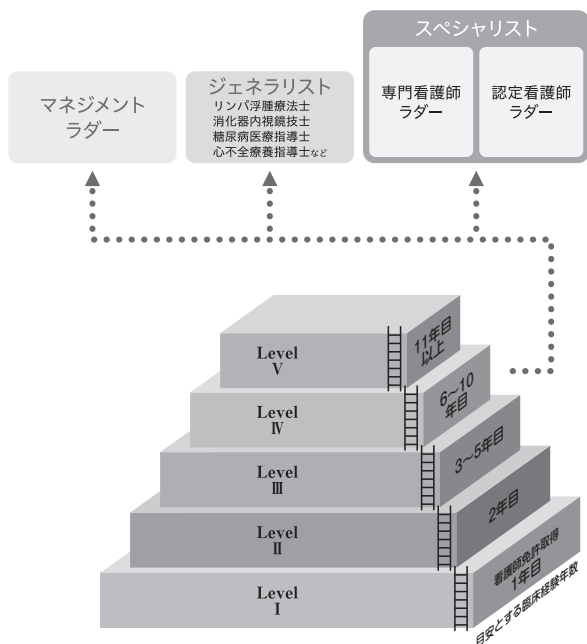 スペシャリスト
専門看護師
ラダー
認定看護師
ラダー
ジェネラリスト
リンパ浮腫療法士
消化器内視鏡技士
糖尿病医療指導士
心不全療養指導士など
マネジメント
ラダー
Level
Ⅴ
11年目
以上
Level
Ⅳ
6〜10
年目
Level
Ⅲ
3〜5年目
Level
Ⅱ
2年目
Level
Ⅰ
看護師免許取得
1年目
目安とする臨床経験年数